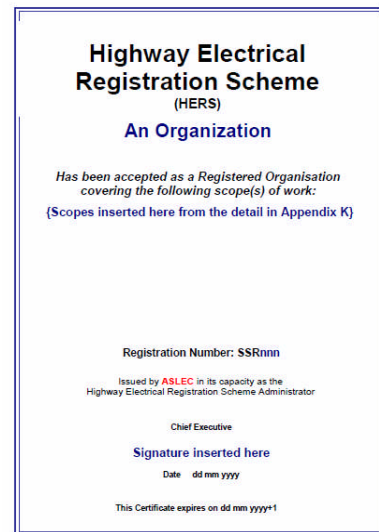 Highway Electrical
Registration Scheme
(HERS)
An Organization
Has been accepted as a Registered Organisation
covering the following scope(s) of work:
{Scopes inserted here from the detail in Appendix K}
Registration Number: SSRnnn
Issued by ASLEC in its capacity as the
Highway Electrical Registration Scheme Administrator
Chief Executive
Signature inserted here
Date dd mm yyyy
This Certificate expires on dd mm yyyy+1